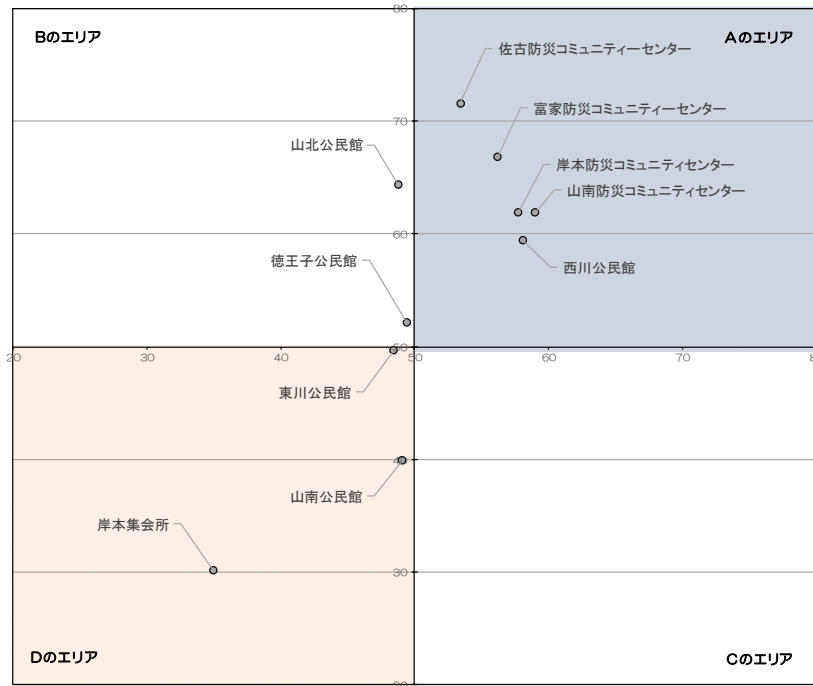 80
Bのエリア
Aのエリア
佐古防災コミュニティーセンター
70
富家防災コミュニティーセンター
山北公民館
岸本防災コミュニティセンター
山南防災コミュニティセンター
60
徳王子公民館
西川公民館
50
20 30 40 50 60 70
東川公民館
40
山南公民館
岸本集会所
30
Dのエリア
Cのエリア